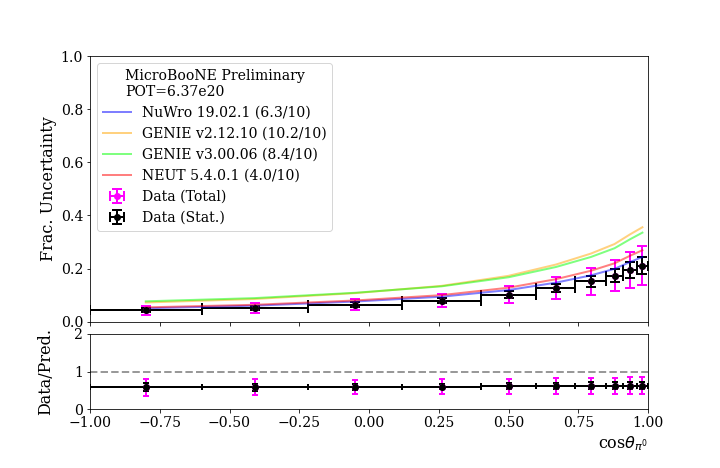 MicroBooNE Preliminary
POT=6.37e20
NuWro 19.02.1 (6.3/10)
GENIE v2.12.10 (10.2/10)
GENIE v3.00.06 (8.4/10)
NEUT 5.4.0.1 (4.0/10)
Data (Total)
Data (Stat.)
Frac. Uncertainty
1.0
0.8
0.6
0.4
0.2
0.0
Data/Pred.
2
1
0
−1.00 −0.75 −0.50 −0.25 0.00 0.25 0.50 0.75 1.00
cosθπ⁰